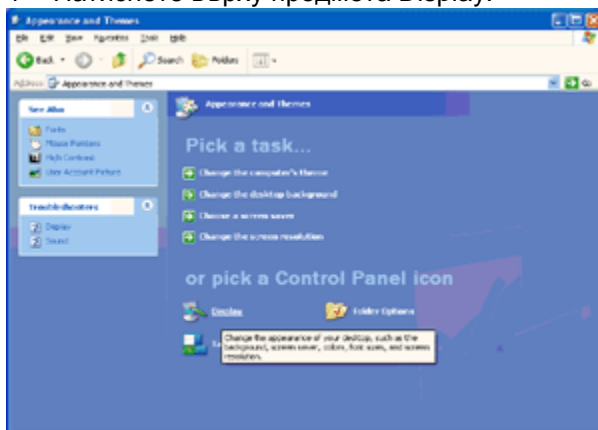 Натиснете върху предмета Display.
Appearance and Themes
File Edit View Favorites Tools Help
Back Search Folders
Address Appearance and Themes Go
See Also
Fonts
Mouse Pointers
High Contrast
User Account Picture
Troubleshooters
Display
Sound
Appearance and Themes
Pick a task...
Change the computer's theme
Change the desktop background
Choose a screen saver
Change the screen resolution
or pick a Control Panel icon
Display Folder Options
Change the appearance of your desktop, such as the
background, screen saver, colors, font sizes, and screen
resolution.